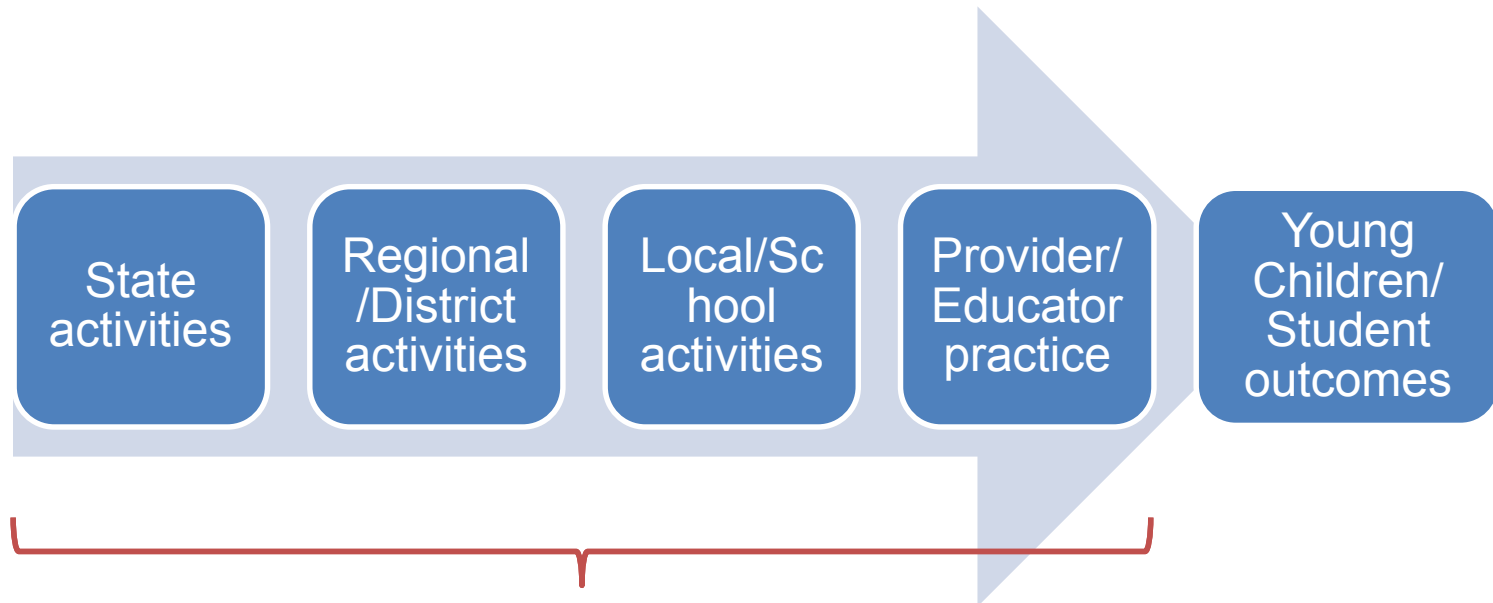 State
activities
Regional
/District
activities
Local/Sc
hool
activities
Provider/
Educator
practice
Young
Children/
Student
outcomes